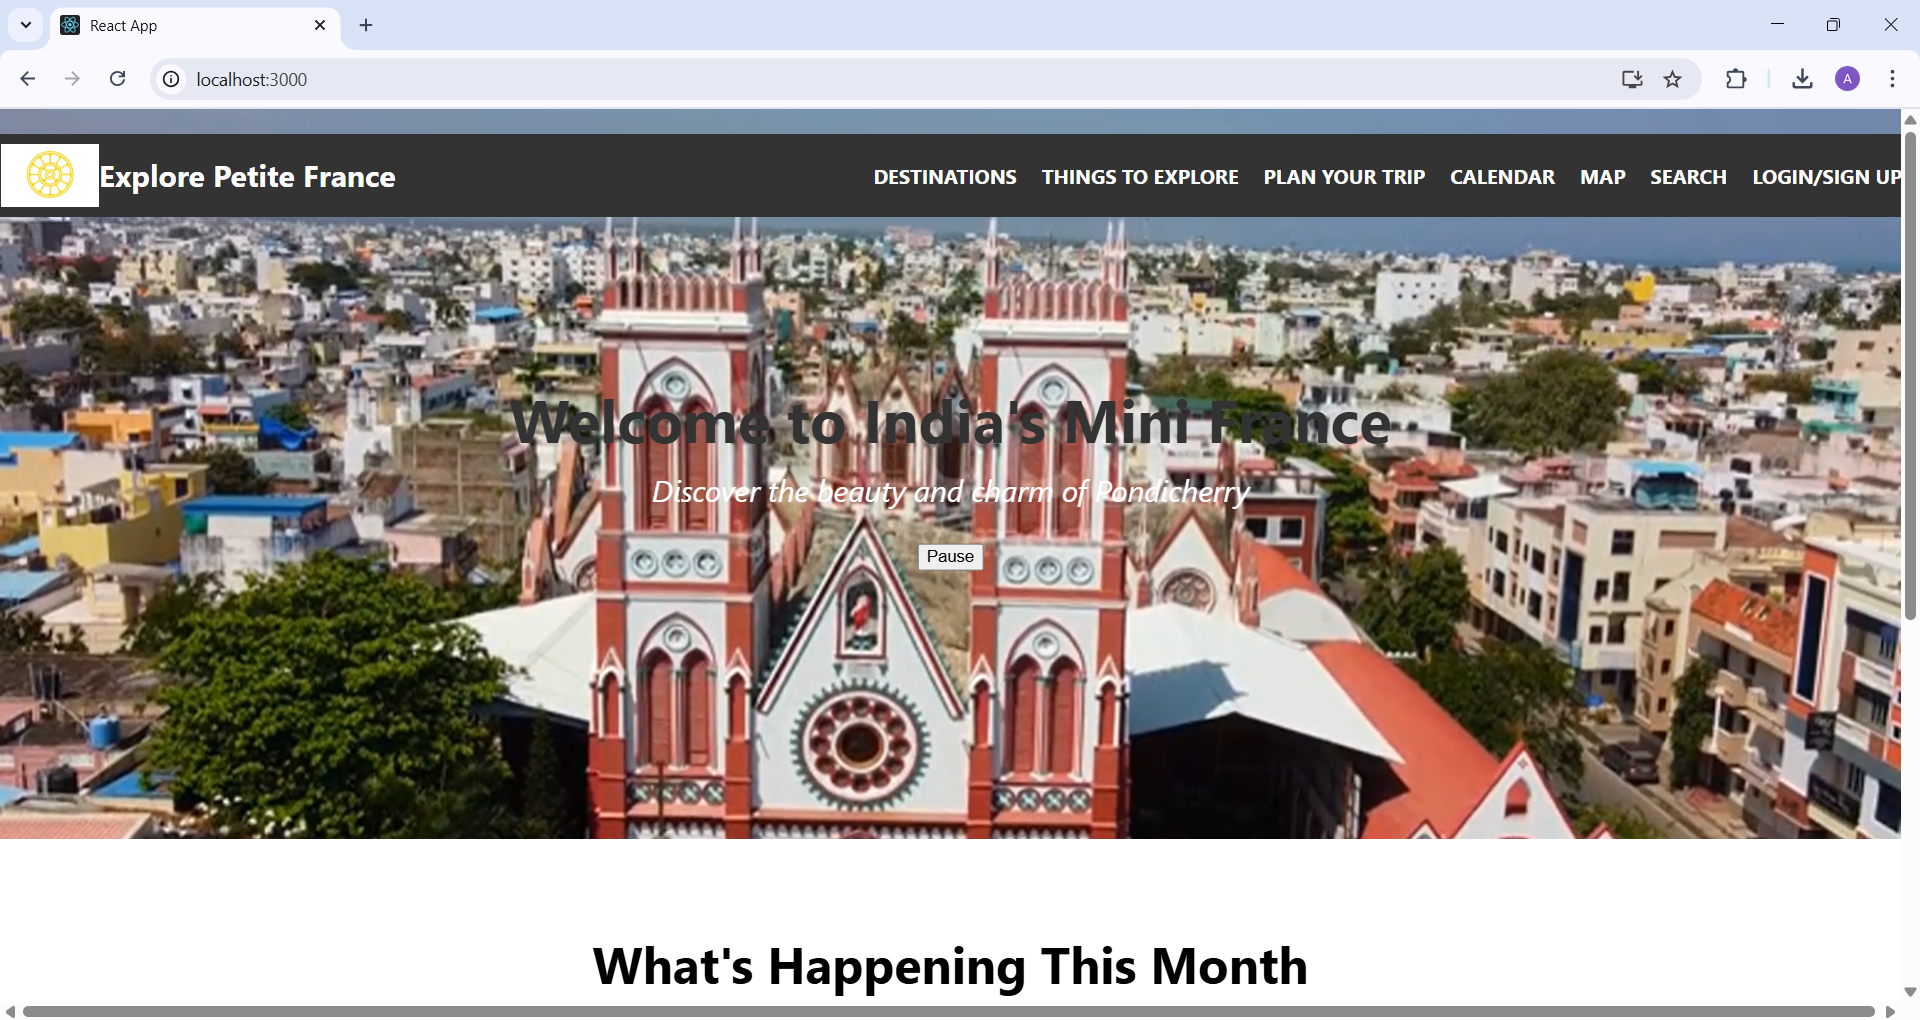 React App
localhost:3000
A
Explore Petite France
DESTINATIONS THINGS TO EXPLORE PLAN YOUR TRIP CALENDAR MAP SEARCH LOGIN/SIGN UP
Welcome to India's Mini France
Discover the beauty and charm of Pondicherry
Pause
What's Happening This Month